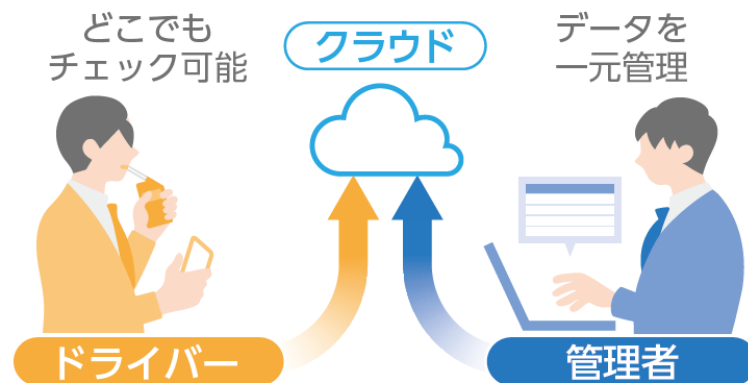 どこでも
チェック可能
クラウド
データを
一元管理
ドライバー
管理者